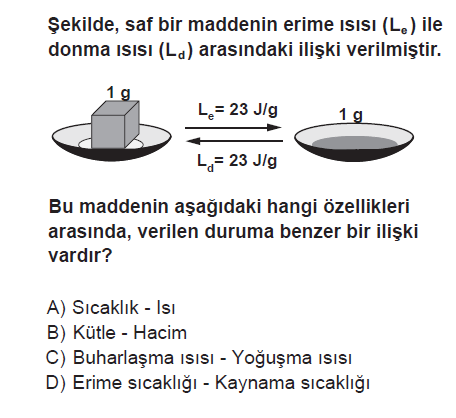 Şekilde, saf bir maddenin erime ısısı (Le) ile
donma ısısı (Ld) arasındaki ilişki verilmiştir.
1 g
Le= 23 J/g
1 g
Ld= 23 J/g
Bu maddenin aşağıdaki hangi özellikleri
arasında, verilen duruma benzer bir ilişki
vardır?
A) Sıcaklık - Isı
B) Kütle - Hacim
C) Buharlaşma ısısı - Yoğuşma ısısı
D) Erime sıcaklığı - Kaynama sıcaklığı